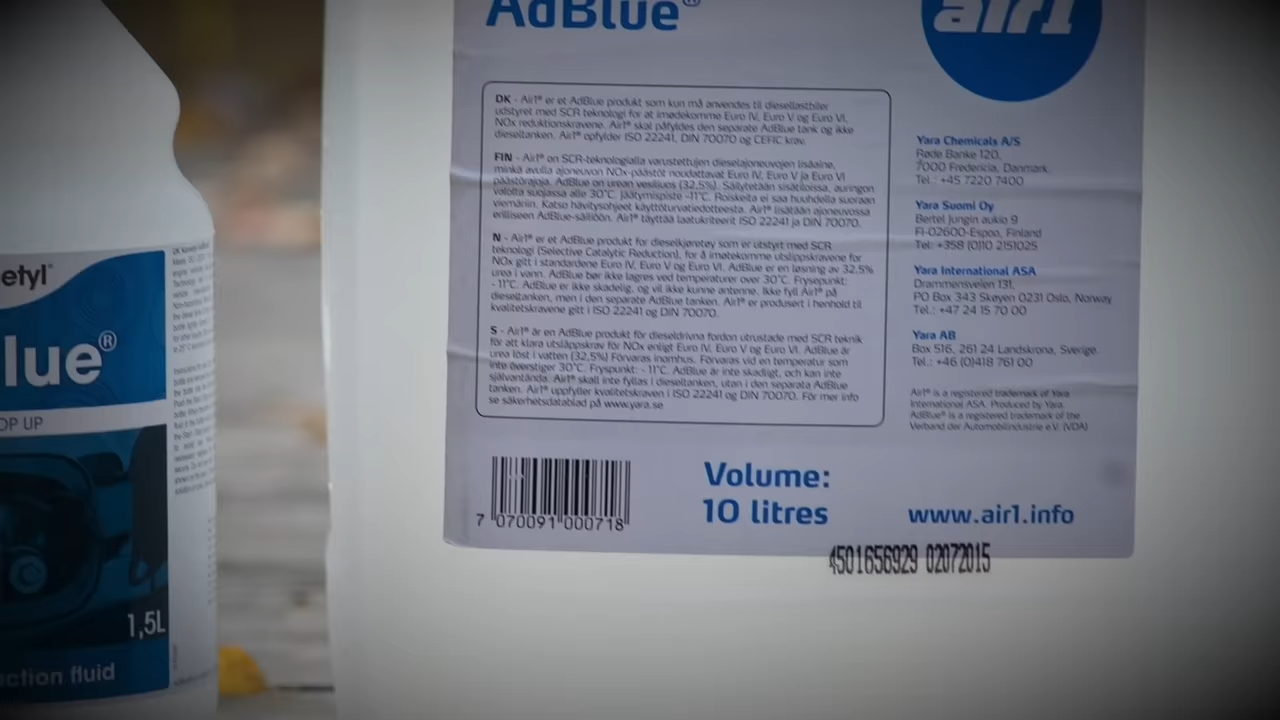 etyl
lue®
OP UP
1,5L
ction fluid
AdBlue®
air1
DK - Air1® er et AdBlue produkt som kun må anvendes til diesellastbiler
udstyret med SCR teknologi for at imødekomme Euro IV, Euro V og Euro VI,
NOx reduktionskravene. Air1® skal påfyldes den separate AdBlue tank og ikke
dieseltanken. Air1® opfylder ISO 22241, DIN 70070 og CEFIC krav.
FIN - Air1® on SCR-teknologialla varustettujen dieselajoneuvojen lisäaine,
minkä avulla ajoneuvon NOx-päästöt noudattavat Euro IV, Euro V ja Euro VI
päästörajoja. AdBlue on urean vesiliuos (32,5%). Säilytetään sisätiloissa, auringon
valolta suojassa alle 30°C. Jäätymispiste -11°C. Roiskeita ei saa huuhdella suoraan
viemäriin. Katso hävitysohjeet käyttöturvatiedotteesta. Air1® lisätään ajoneuvossa
erilliseen AdBlue-säiliöön. Air1® täyttää laatukriteerit ISO 22241 ja DIN 70070.
N - Air1® er et AdBlue produkt for dieselkjøretøy som er utstyrt med SCR
teknologi (Selective Catalytic Reduction), for å imøtekomme utslippskravene for
NOx gitt i standardene Euro IV, Euro V og Euro VI. AdBlue er en løsning av 32.5%
urea i vann. AdBlue bør ikke lagres ved temperaturer over 30°C. Frysepunkt:
- 11°C. AdBlue er ikke skadelig, og vil ikke kunne antenne. Ikke fyll Air1® på
dieseltanken, men i den separate AdBlue tanken. Air1® er produsert i henhold til
kvalitetskravene gitt i ISO 22241 og DIN 70070.
S - Air1® är en AdBlue produkt för dieseldrivna fordon utrustade med SCR teknik
för att klara utsläppskrav för NOx enligt Euro IV, Euro V og Euro VI. AdBlue är
urea löst i vatten (32,5%) Förvaras inomhus. Förvaras vid en temperatur som
inte överstiger 30°C. Fryspunkt: - 11°C. AdBlue är inte skadligt, och kan inte
självantända. Air1® skall inte fyllas i dieseltanken, utan i den separata AdBlue
tanken. Air1® uppfyller kvalitetskraven i ISO 22241 og DIN 70070. För mer info
se säkerhetsdatablad på www.yara.se
Yara Chemicals A/S
Røde Banke 120,
7000 Fredericia, Danmark,
Tel.: +45 7220 7400
Yara Suomi Oy
Bertel Jungin aukio 9
FI-02600-Espoo, Finland
Tel: +358 (0)10 2151025
Yara International ASA
Drammensveien 131,
PO Box 343 Skøyen 0231 Oslo, Norway
Tel.: +47 24 15 70 00
Yara AB
Box 516, 261 24 Landskrona, Sverige.
Tel.: +46 (0)418 761 00
Air1® is a registered trademark of Yara
International ASA. Produced by Yara.
AdBlue® is a registered trademark of the
Verband der Automobilindustrie e.V. (VDA)
7 070091 000718
Volume:
10 litres
www.air1.info
4501656929 02072015